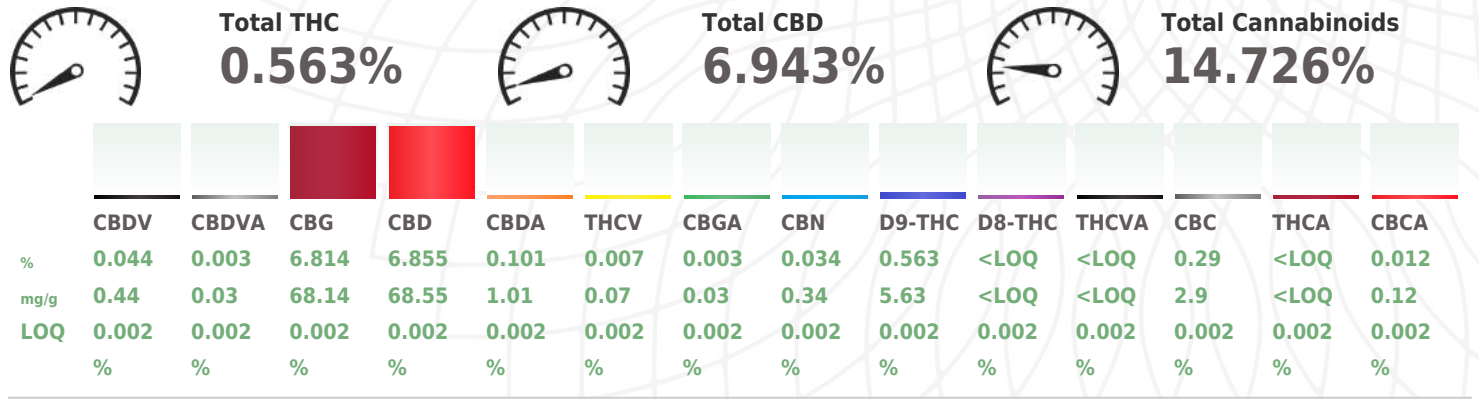 Total THC Total CBD Total Cannabinoids
0.563% 6.943% 14.726%
CBDV CBDVA CBG CBD CBDA THCV CBGA CBN D9-THC D8-THC THCVA CBC THCA CBCA
% 0.044 0.003 6.814 6.855 0.101 0.007 0.003 0.034 0.563 <LOQ <LOQ 0.29 <LOQ 0.012
mg/g 0.44 0.03 68.14 68.55 1.01 0.07 0.03 0.34 5.63 <LOQ <LOQ 2.9 <LOQ 0.12
LOQ 0.002 0.002 0.002 0.002 0.002 0.002 0.002 0.002 0.002 0.002 0.002 0.002 0.002 0.002
% % % % % % % % % % % % % %